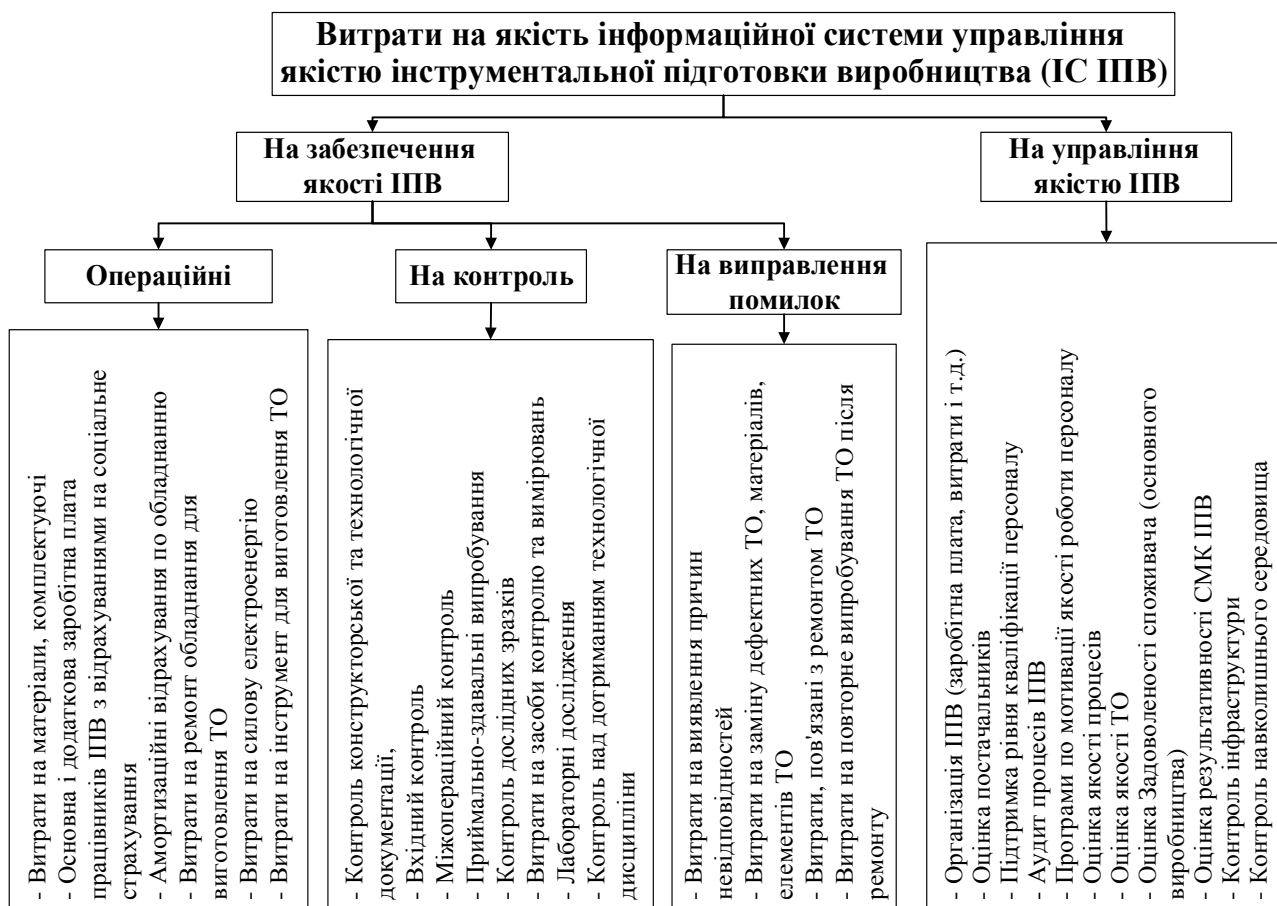 Витрати на якість інформаційної системи управління
якістю інструментальної підготовки виробництва (ІС ІПВ)
На забезпечення
якості ІПВ
На управління
якістю ІПВ
Операційні
На контроль
На виправлення
помилок
- Витрати на матеріали, комплектуючі
- Основна і додаткова заробітна плата
працівників ІПВ з відрахуваннями на соціальне
страхування
- Амортизаційні відрахування по обладнанню
- Витрати на ремонт обладнання для
виготовлення ТО
- Витрати на силову електроенергію
- Витрати на інструмент для виготовлення ТО
- Контроль конструкторської та технологічної
документації,
- Вхідний контроль
- Міжопераційний контроль
- Приймально-здавальні випробування
- Контроль дослідних зразків
- Витрати на засоби контролю та вимірювань
- Лабораторні дослідження
- Контроль над дотриманням технологічної
дисципліни
- Витрати на виявлення причин
невідповідностей
- Витрати на заміну дефектних ТО, матеріалів,
елементів ТО
- Витрати, пов'язані з ремонтом ТО
- Витрати на повторне випробування ТО після
ремонту
- Організація ІПВ (заробітна плата, витрати і т.д.)
- Оцінка постачальників
- Підтримка рівня кваліфікації персоналу
- Аудит процесів ІПВ
- Програми по мотивації якості роботи персоналу
- Оцінка якості процесів
- Оцінка якості ТО
- Оцінка Задоволеності споживача (основного
виробництва)
- Оцінка результативності СМК ІПВ
- Контроль інфраструктури
- Контроль навколишнього середовища